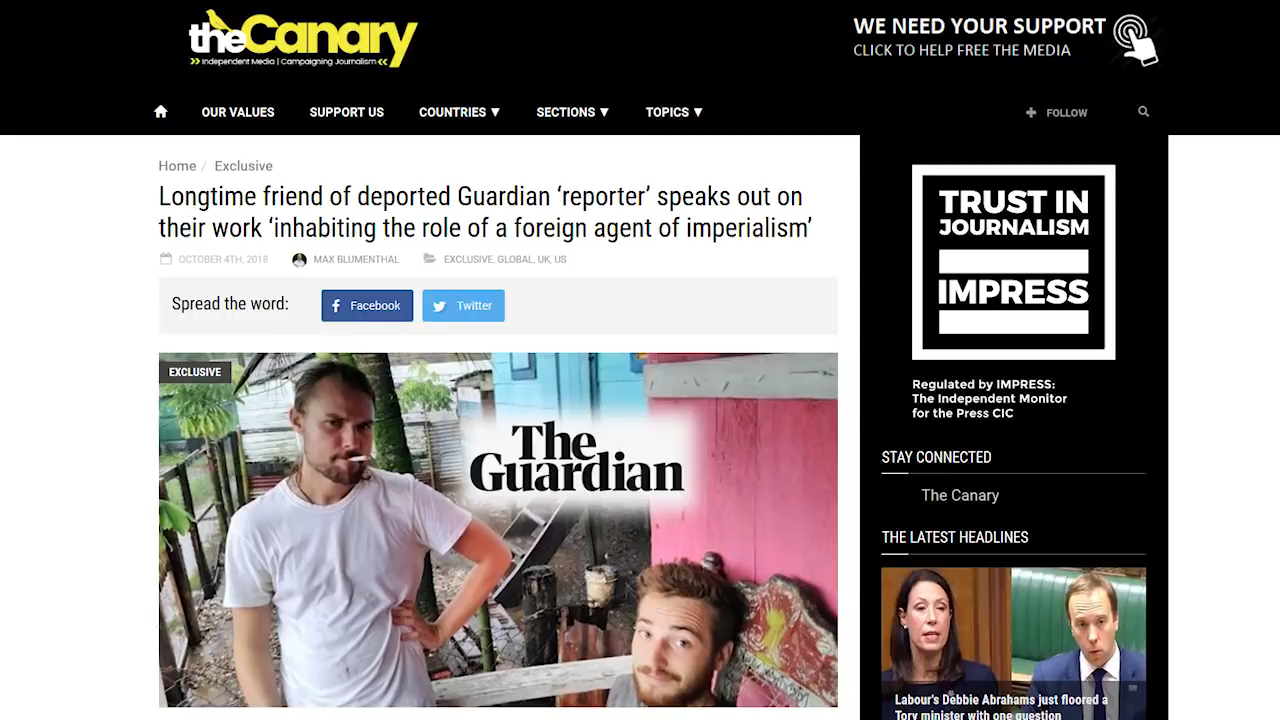 theCanary
Independent Media | Campaigning Journalism
WE NEED YOUR SUPPORT
CLICK TO HELP FREE THE MEDIA
OUR VALUES SUPPORT US COUNTRIES ▼ SECTIONS ▼ TOPICS ▼
FOLLOW
Home / Exclusive
Longtime friend of deported Guardian ‘reporter’ speaks out on
their work ‘inhabiting the role of a foreign agent of imperialism’
OCTOBER 4TH, 2018 MAX BLUMENTHAL EXCLUSIVE, GLOBAL, UK, US
Spread the word: Facebook Twitter
EXCLUSIVE
The
Guardian
TRUST IN
JOURNALISM
IMPRESS
Regulated by IMPRESS:
The Independent Monitor
for the Press CIC
STAY CONNECTED
The Canary
THE LATEST HEADLINES
Labour's Debbie Abrahams just floored a
Tory minister with one question